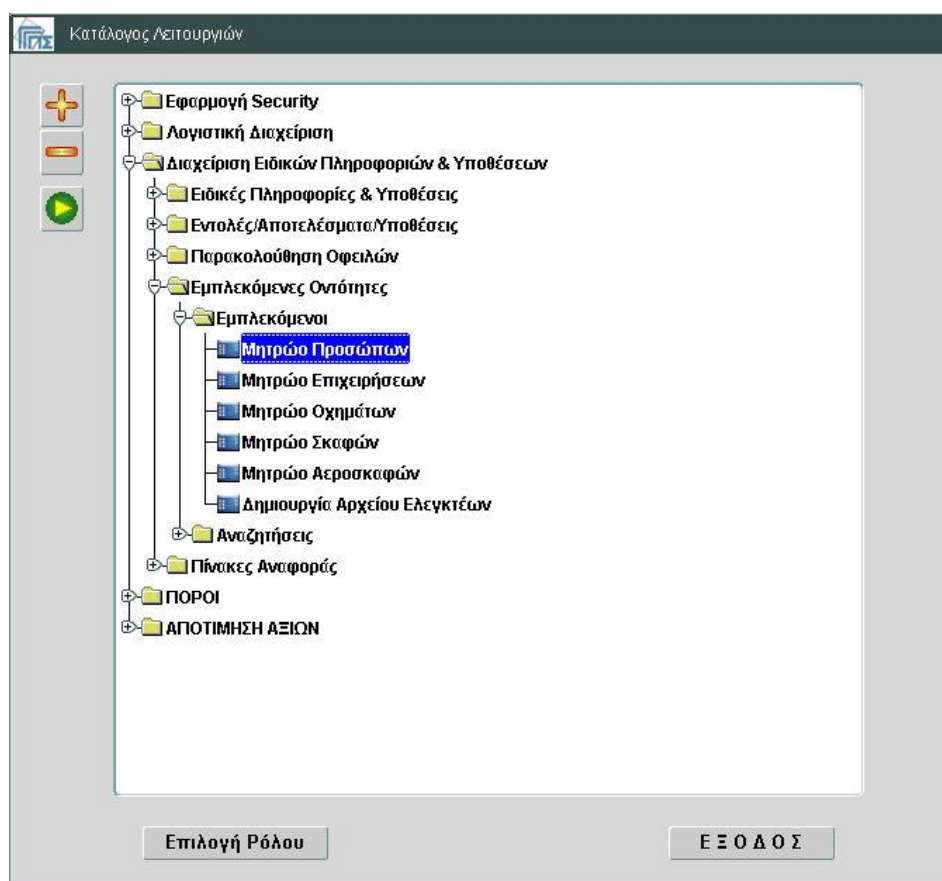 Κατάλογος Λειτουργιών
Εφαρμογή Security
Λογιστική Διαχείριση
Διαχείριση Ειδικών Πληροφοριών & Υποθέσεων
Ειδικές Πληροφορίες & Υποθέσεις
Εντολές/Αποτελέσματα/Υποθέσεις
Παρακολούθηση Οφειλών
Εμπλεκόμενες Οντότητες
Εμπλεκόμενοι
Μητρώο Προσώπων
Μητρώο Επιχειρήσεων
Μητρώο Οχημάτων
Μητρώο Σκαφών
Μητρώο Αεροσκαφών
Δημιουργία Αρχείου Ελεγκτέων
Αναζητήσεις
Πίνακες Αναφοράς
ΠΟΡΟΙ
ΑΠΟΤΙΜΗΣΗ ΑΞΙΩΝ
Επιλογή Ρόλου Ε Ξ Ο Δ Ο Σ